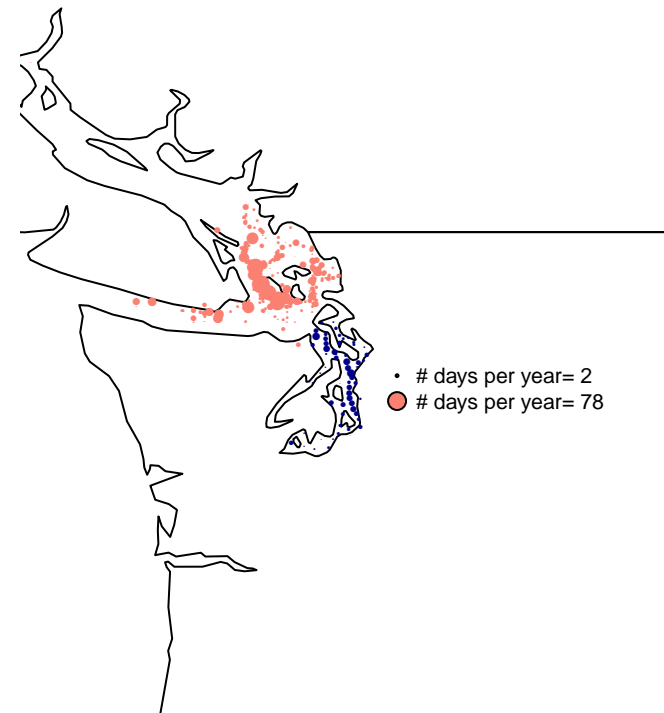 # days per year= 2
# days per year= 78